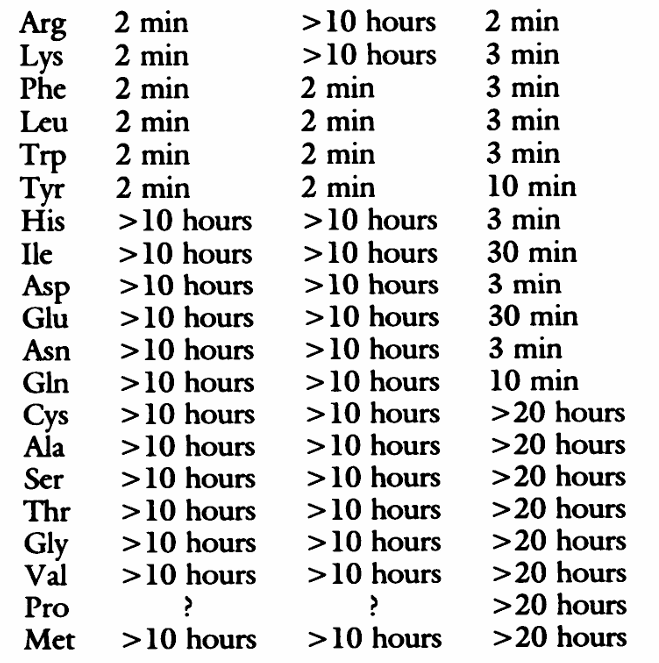 Arg 2 min >10 hours 2 min
Lys 2 min >10 hours 3 min
Phe 2 min 2 min 3 min
Leu 2 min 2 min 3 min
Trp 2 min 2 min 3 min
Tyr 2 min 2 min 10 min
His >10 hours >10 hours 3 min
Ile >10 hours >10 hours 30 min
Asp >10 hours >10 hours 3 min
Glu >10 hours >10 hours 30 min
Asn >10 hours >10 hours 3 min
Gln >10 hours >10 hours 10 min
Cys >10 hours >10 hours >20 hours
Ala >10 hours >10 hours >20 hours
Ser >10 hours >10 hours >20 hours
Thr >10 hours >10 hours >20 hours
Gly >10 hours >10 hours >20 hours
Val >10 hours >10 hours >20 hours
Pro ? ? >20 hours
Met >10 hours >10 hours >20 hours